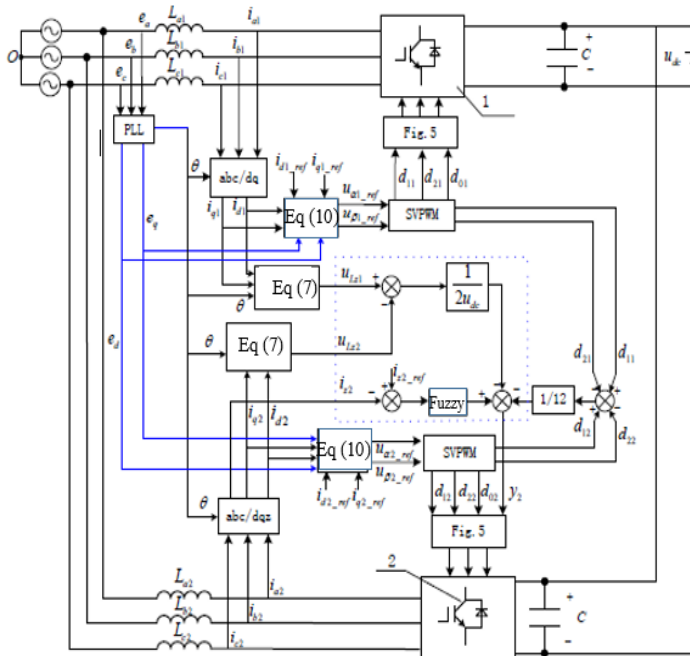 e_a L_a1 i_a1
e_b L_b1 i_b1
O
e_c L_c1 i_c1
C
u_dc
1
PLL
Fig.5
θ
abc/dq
i_d1_ref i_q1_ref
d_11 d_21 d_01
i_q1 i_d1
Eq (10)
u_α1_ref
u_β1_ref
SVPWM
e_q
Eq (7)
θ
u_Lz1
+
−
1
2u_dc
e_d
θ
Eq (7)
u_Lz2
d_21 d_11
i_z2_ref
i_z2
−
+
Fuzzy
+
−
−
1/12
−
+
+
−
d_12
d_22
i_q2 i_d2
Eq (10)
u_α2_ref
u_β2_ref
SVPWM
i_d2_ref i_q2_ref
θ
abc/dqz
d_12 d_22 d_02 y_2
Fig.5
2
L_a2 i_a2
L_b2 i_b2
L_c2 i_c2
+
C
−